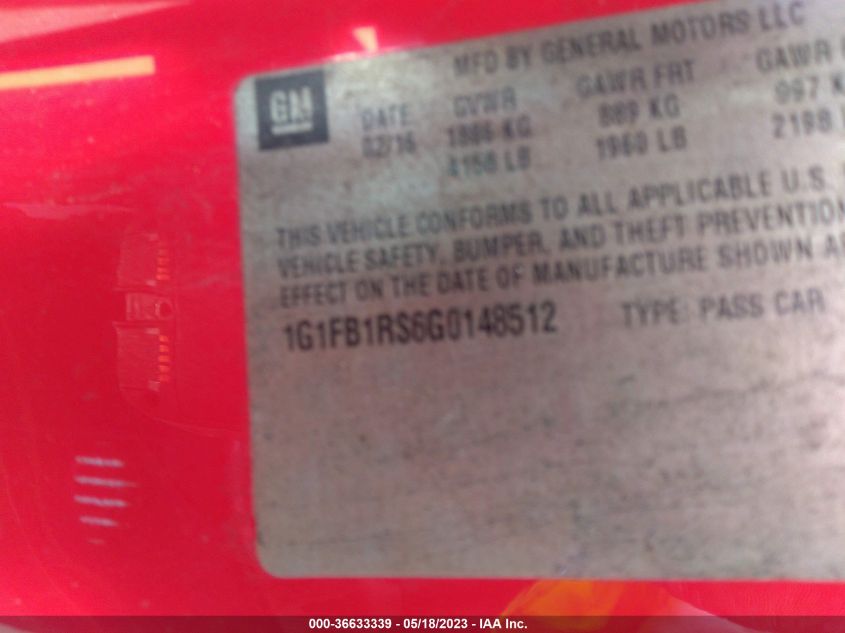 MFD BY GENERAL MOTORS LLC
GM
DATE GVWR GAWR FRT GAWR
02/16 1886 KG 889 KG 997 K
4158 LB 1960 LB 2198
THIS VEHICLE CONFORMS TO ALL APPLICABLE U.S.
VEHICLE SAFETY, BUMPER, AND THEFT PREVENTION
EFFECT ON THE DATE OF MANUFACTURE SHOWN A
1G1FB1RS6G0148512 TYPE: PASS CAR
000-36633339 - 05/18/2023 - IAA Inc.